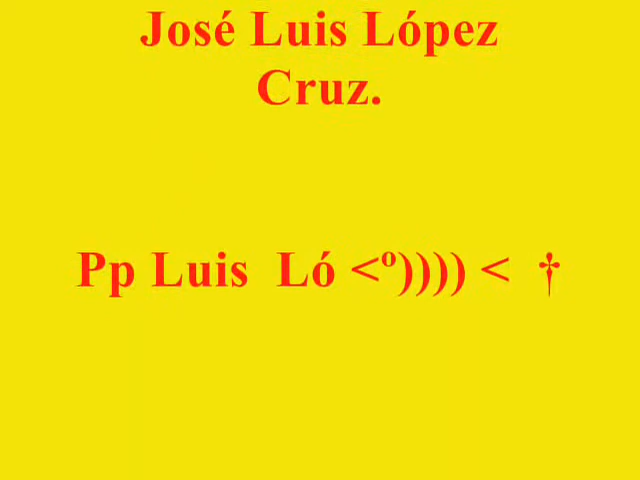 José Luis López
Cruz.
Pp Luis  Ló <º)))) <  †